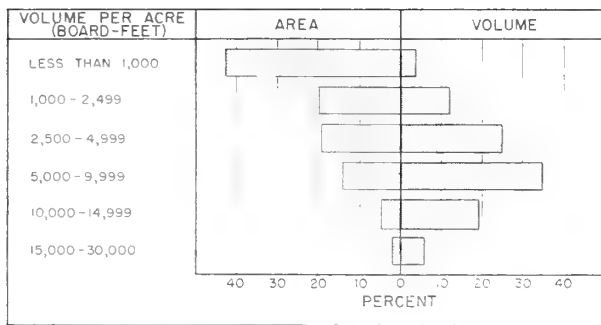 VOLUME PER ACRE
(BOARD-FEET)
AREA
VOLUME
LESS THAN 1,000
1,000-2,499
2,500-4,999
5,000-9,999
10,000-14,999
15,000-30,000
40 30 20 10 0 10 20 30 40
PERCENT